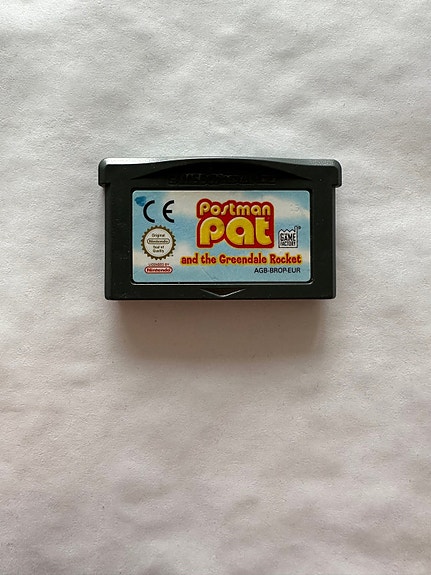 CE
Postman
Pat
THE
GAME
FACTORY
Original
Nintendo
Seal of
Quality
and the Greendale Rocket
LICENSED BY
Nintendo
AGB-BROP-EUR